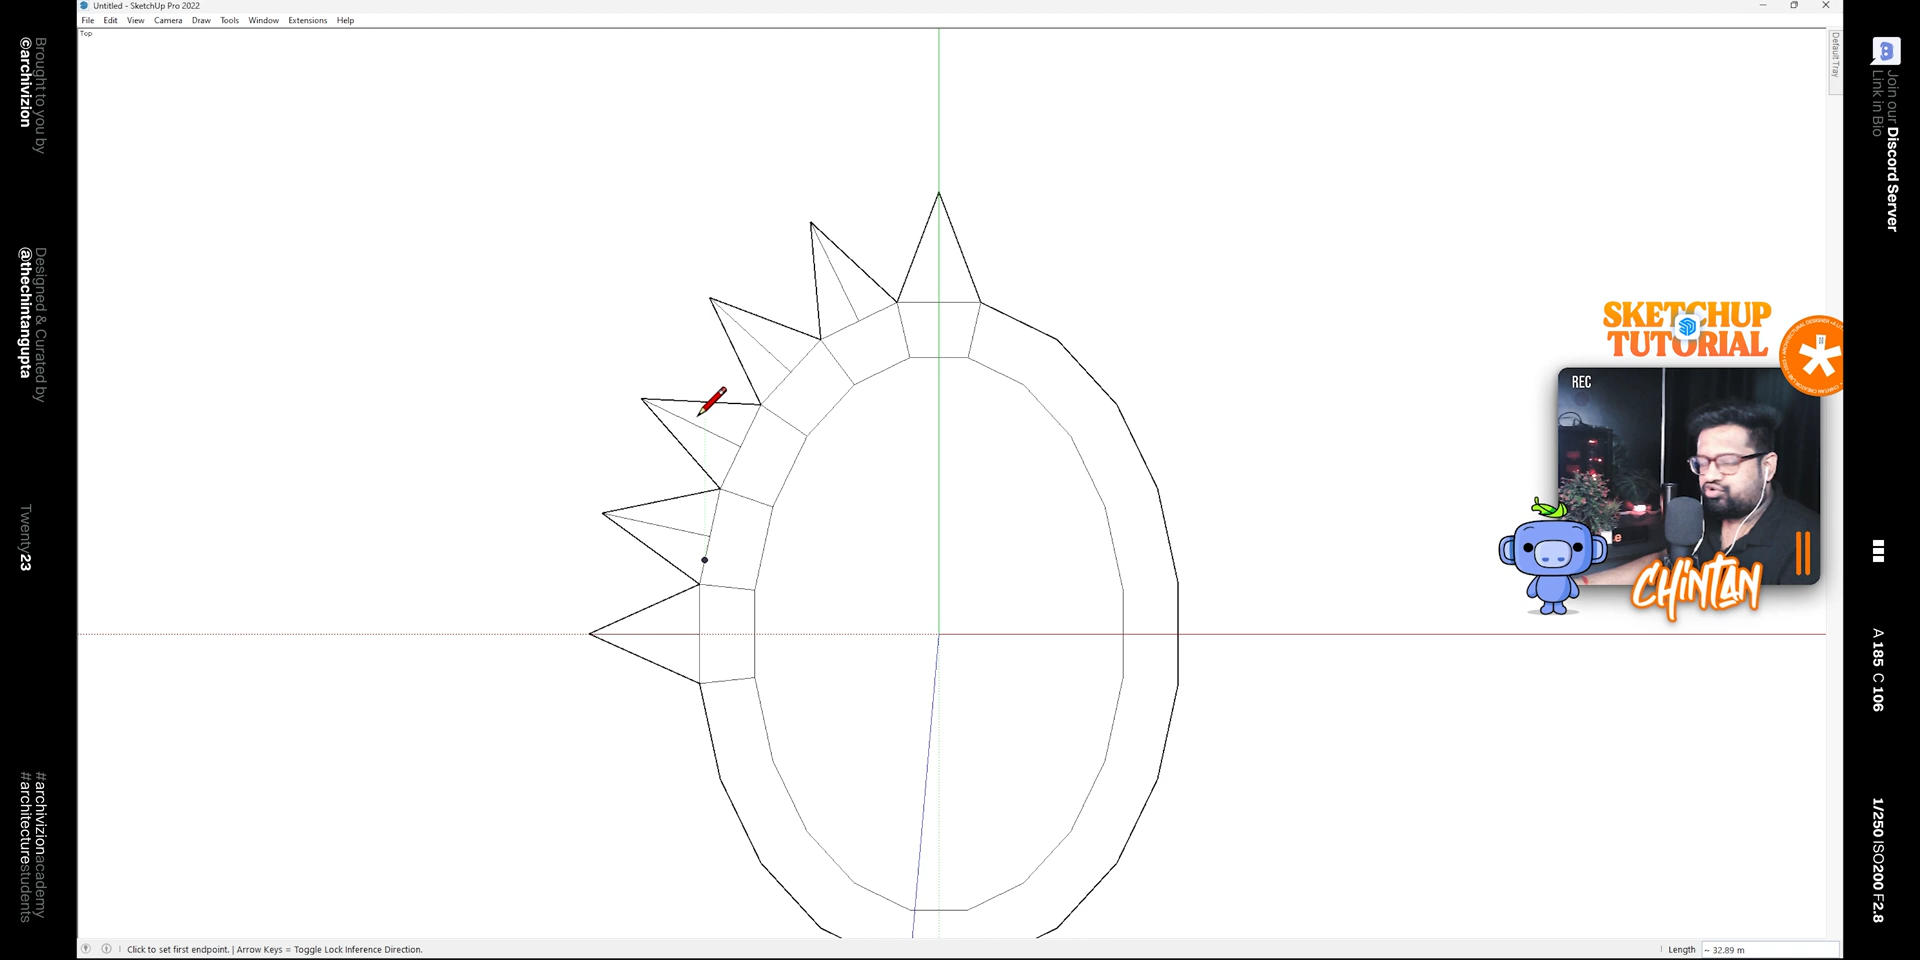 Untitled - SketchUp Pro 2022
File Edit View Camera Draw Tools Window Extensions Help
Top
Default Tray
Brought to you by
©archivizion
Designed & Curated by
@thechintangupta
Twenty23
#archivizionacademy
#architecturestudents
Join our Discord Server
Link in Bio
SKETCHUP
TUTORIAL
REC
CHINTAN
A 185 C 106
1/250 ISO200 F2.8
Click to set first endpoint. | Arrow Keys = Toggle Lock Inference Direction.
Length ~ 32.89 m